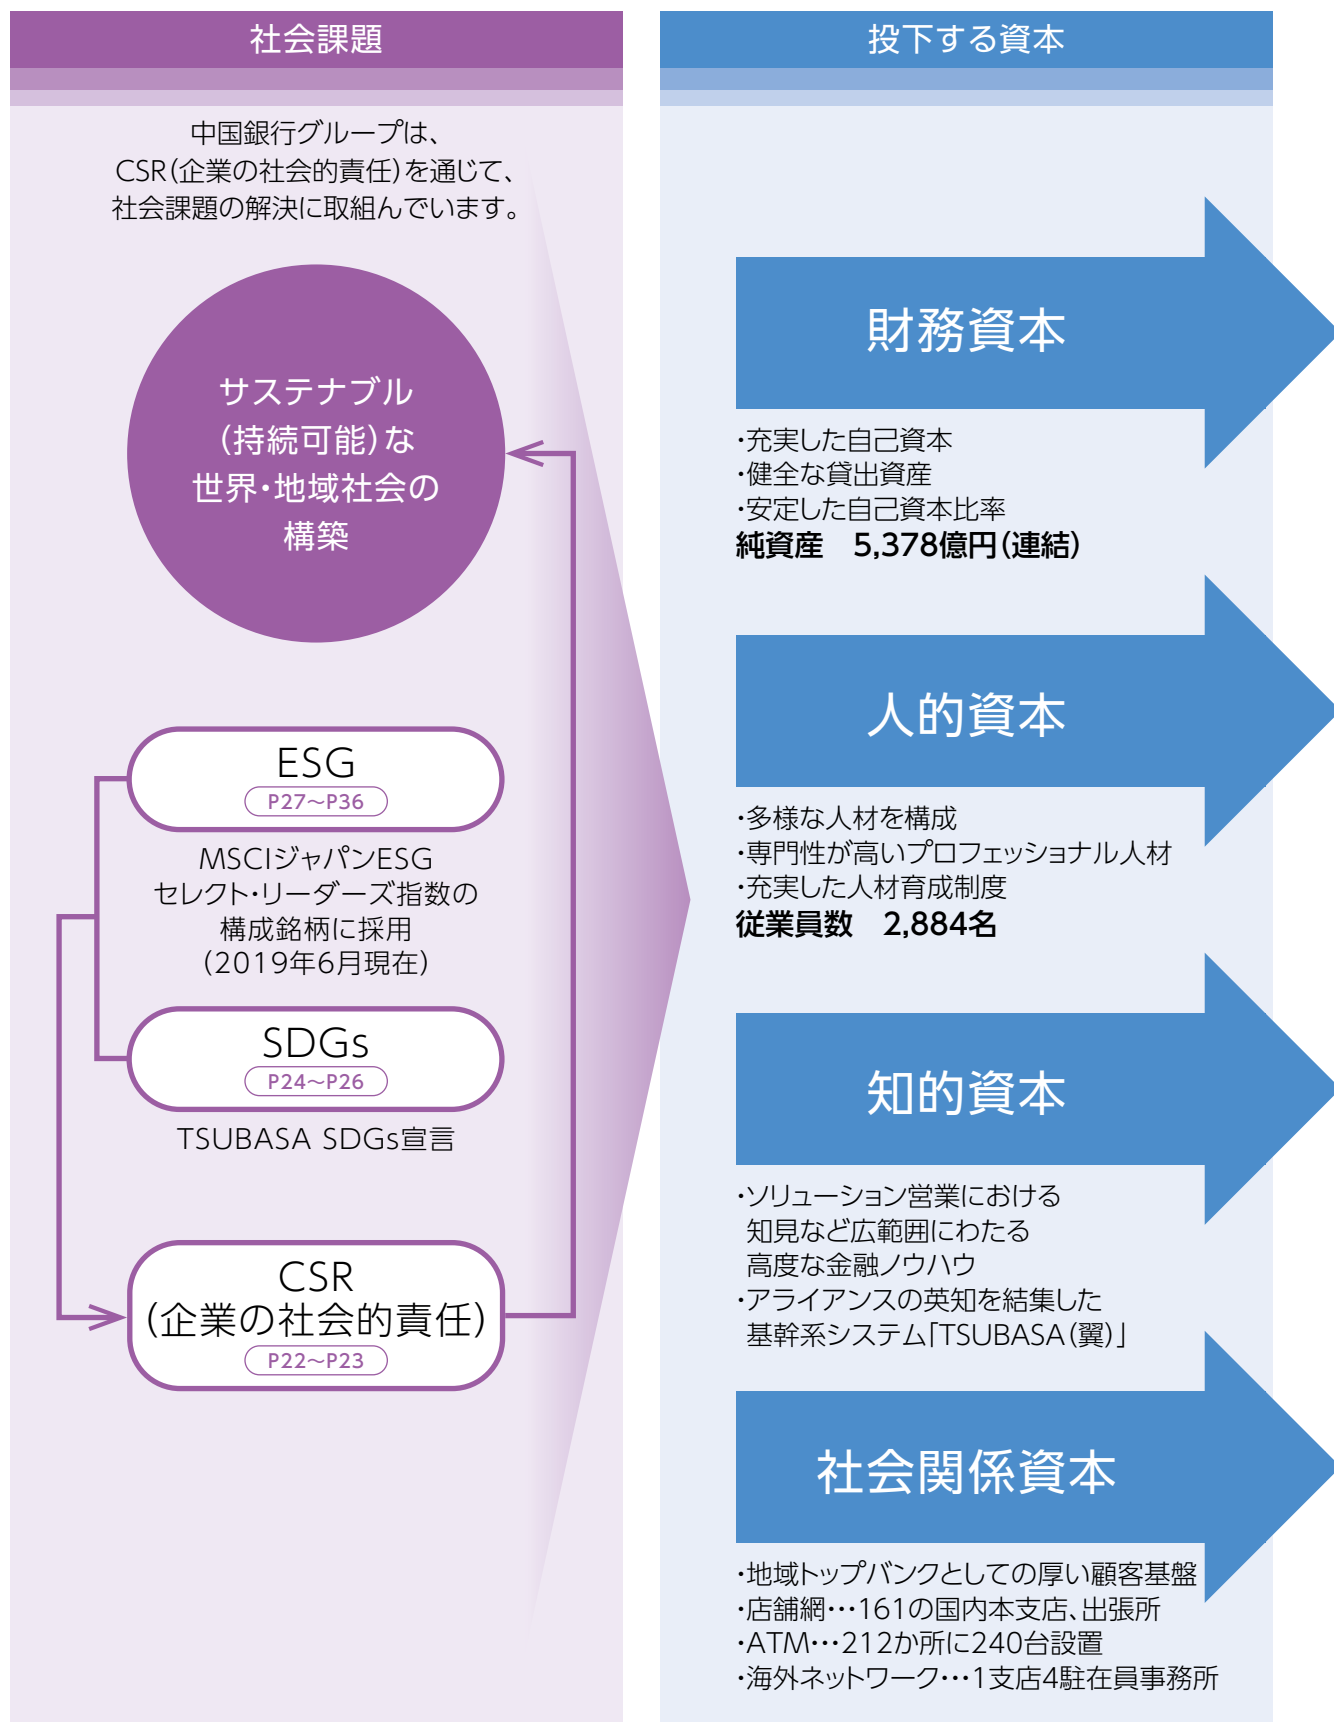 社会課題
中国銀行グループは、
CSR（企業の社会的責任）を通じて、
社会課題の解決に取組んでいます。
サステナブル
（持続可能）な
世界・地域社会の
構築
ESG
P27～P36
MSCIジャパンESG
セレクト・リーダーズ指数の
構成銘柄に採用
（2019年6月現在）
SDGs
P24～P26
TSUBASA SDGs宣言
CSR
（企業の社会的責任）
P22～P23
投下する資本
財務資本
・充実した自己資本
・健全な貸出資産
・安定した自己資本比率
純資産　5,378億円（連結）
人的資本
・多様な人材を構成
・専門性が高いプロフェッショナル人材
・充実した人材育成制度
従業員数　2,884名
知的資本
・ソリューション営業における
知見など広範囲にわたる
高度な金融ノウハウ
・アライアンスの英知を結集した
基幹系システム「TSUBASA（翼）」
社会関係資本
・地域トップバンクとしての厚い顧客基盤
・店舗網・・・161の国内本支店、出張所
・ATM・・・212か所に240台設置
・海外ネットワーク・・・1支店4駐在員事務所